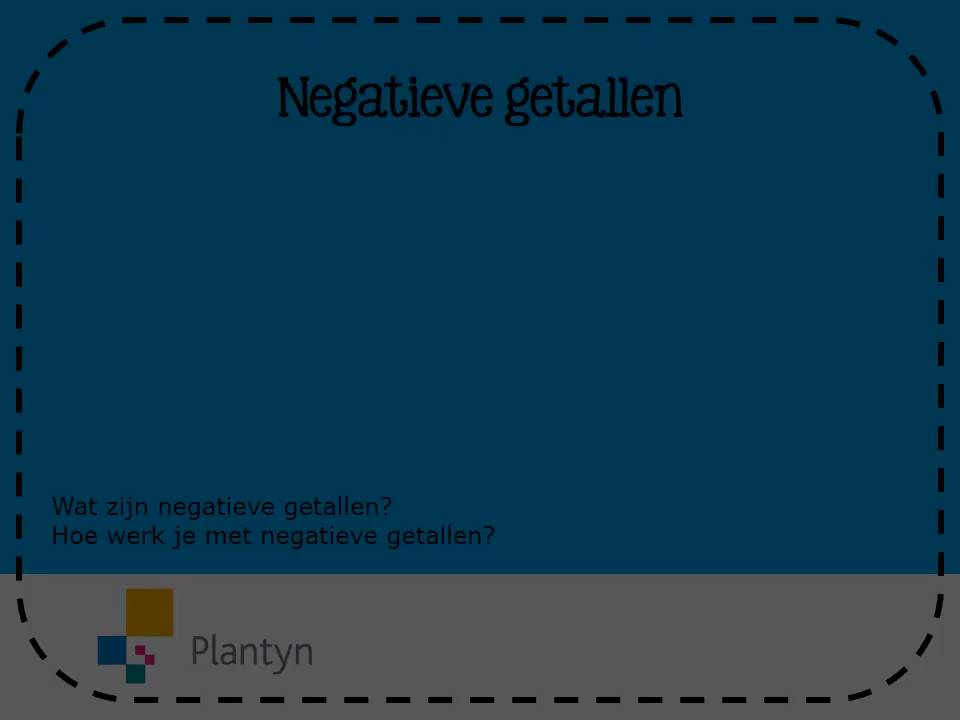 Negatieve getallen
Wat zijn negatieve getallen?
Hoe werk je met negatieve getallen?
Plantyn